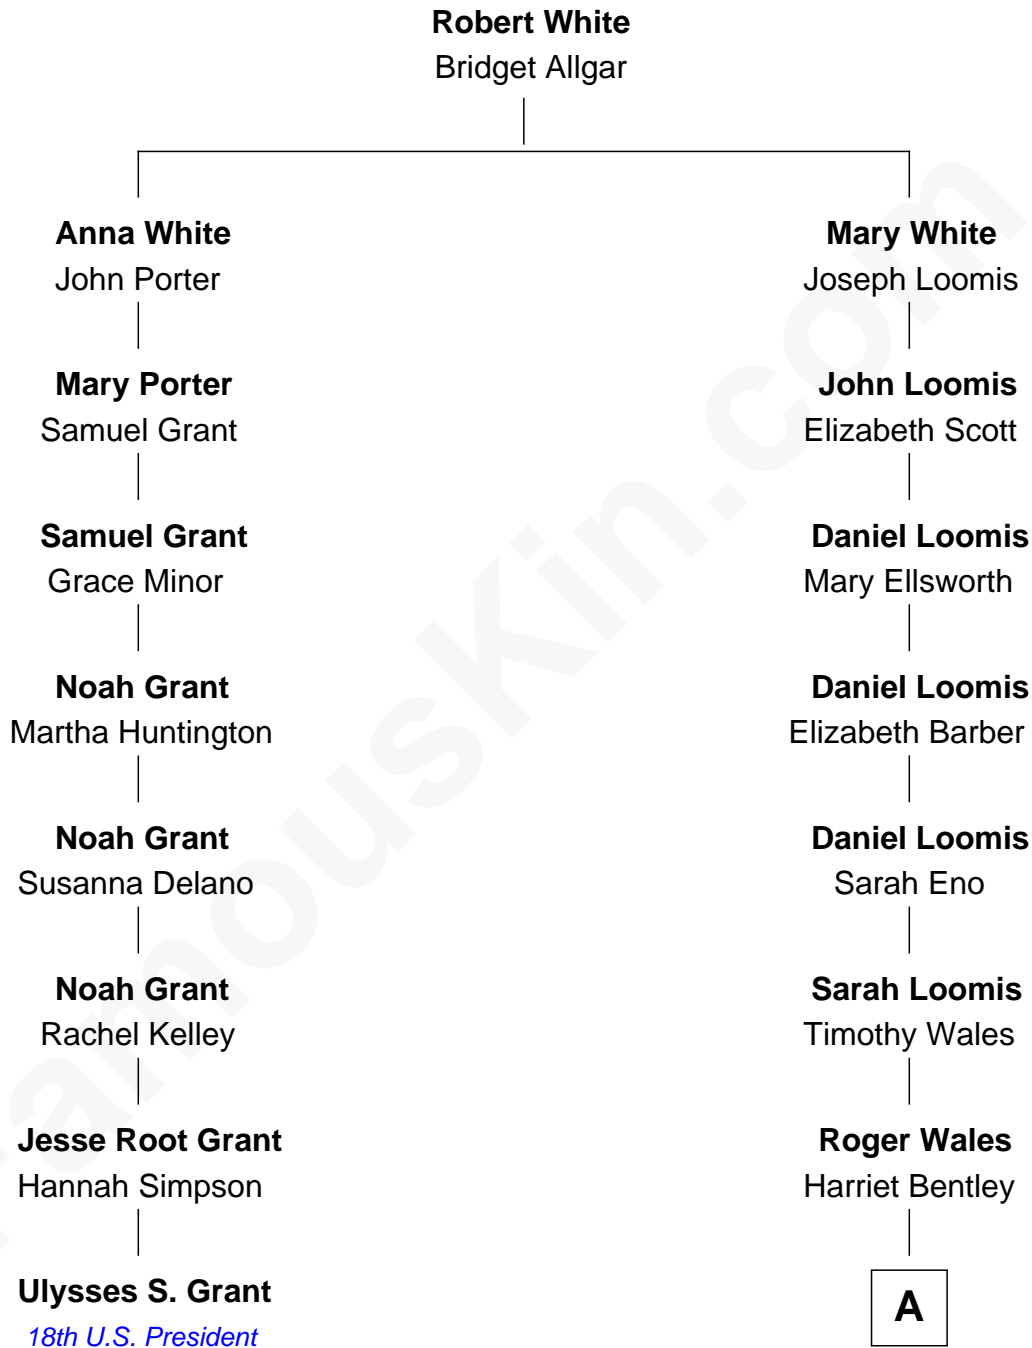 Robert White
Bridget Allgar
Anna White
John Porter
Mary Porter
Samuel Grant
Samuel Grant
Grace Minor
Noah Grant
Martha Huntington
Noah Grant
Susanna Delano
Noah Grant
Rachel Kelley
Jesse Root Grant
Hannah Simpson
Ulysses S. Grant
18th U.S. President
Mary White
Joseph Loomis
John Loomis
Elizabeth Scott
Daniel Loomis
Mary Ellsworth
Daniel Loomis
Elizabeth Barber
Daniel Loomis
Sarah Eno
Sarah Loomis
Timothy Wales
Roger Wales
Harriet Bentley
A
FamousKin.com